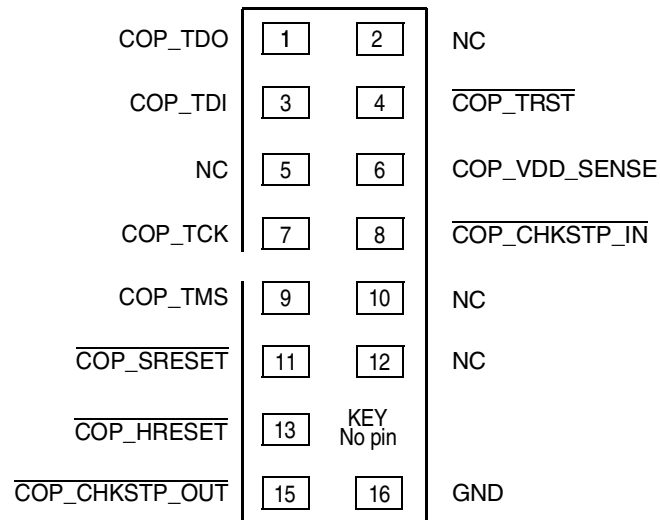 COP_TDO 1 2 NC
COP_TDI 3 4 COP_TRST
NC 5 6 COP_VDD_SENSE
COP_TCK 7 8 COP_CHKSTP_IN
COP_TMS 9 10 NC
COP_SRESET 11 12 NC
COP_HRESET 13 KEY
No pin
COP_CHKSTP_OUT 15 16 GND